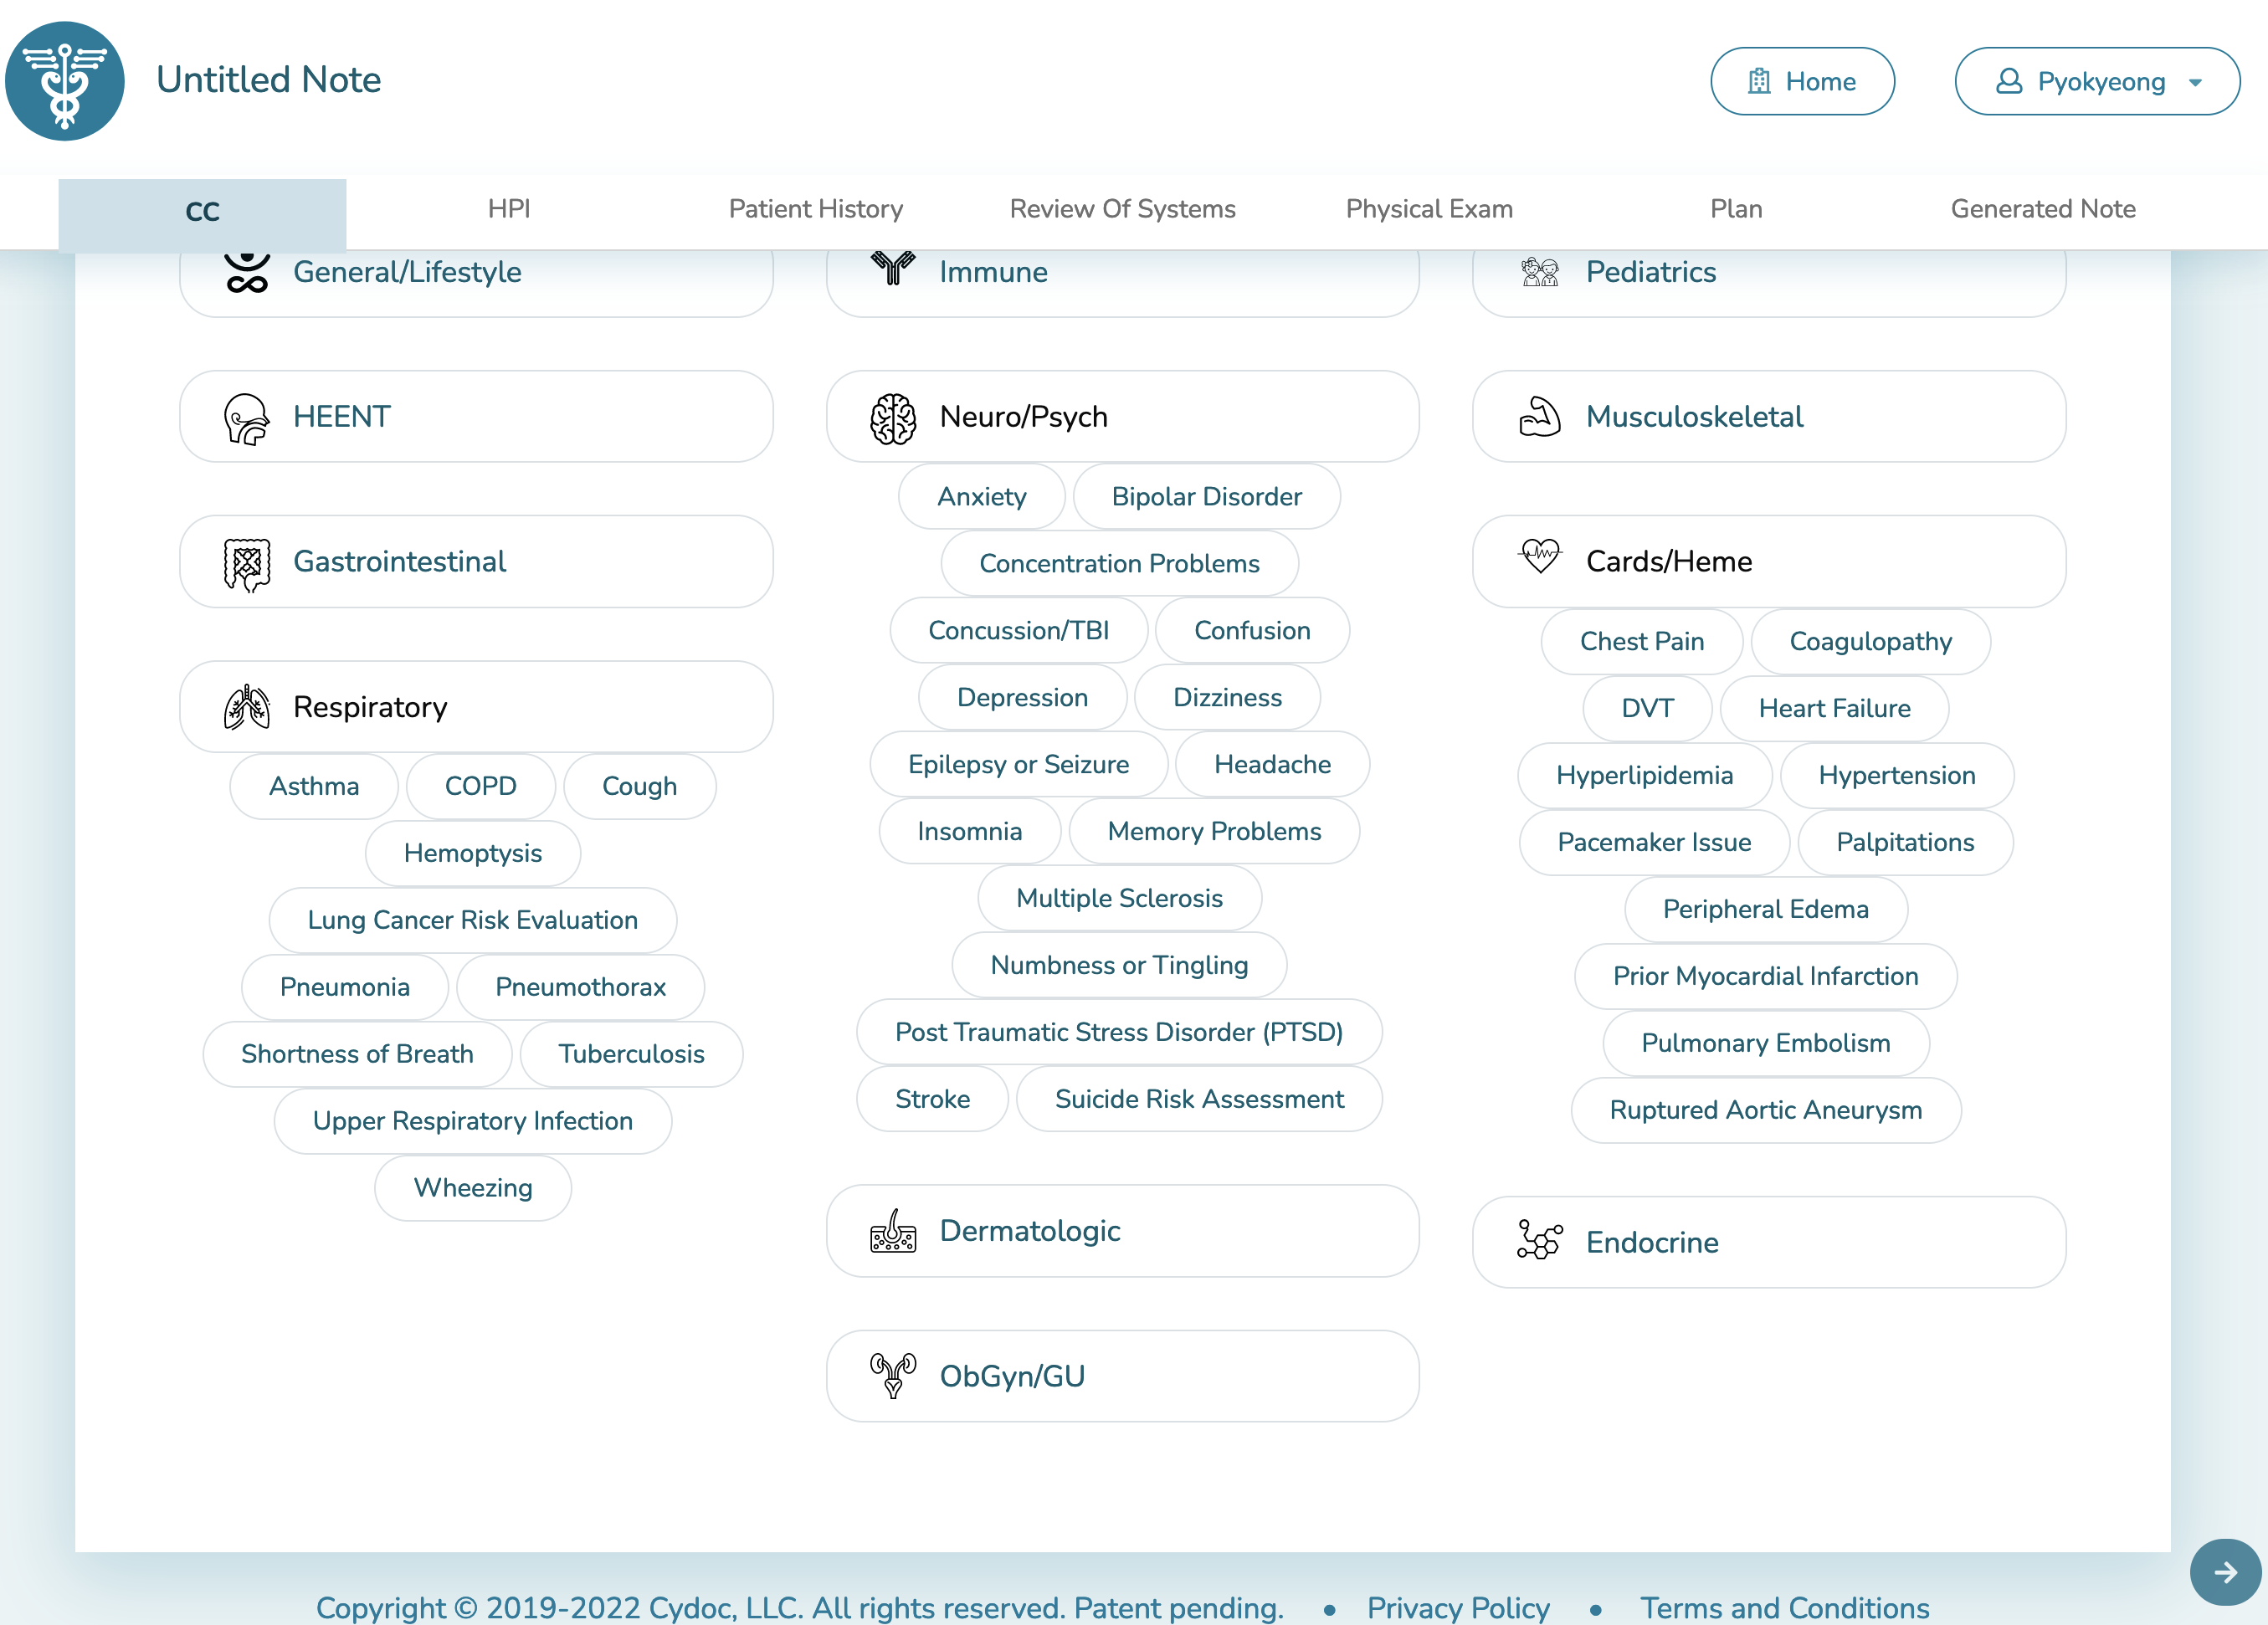 Untitled Note
Home
Pyokyeong
CC
HPI
Patient History
Review Of Systems
Physical Exam
Plan
Generated Note
General/Lifestyle
HEENT
Gastrointestinal
Respiratory
Asthma
COPD
Cough
Hemoptysis
Lung Cancer Risk Evaluation
Pneumonia
Pneumothorax
Shortness of Breath
Tuberculosis
Upper Respiratory Infection
Wheezing
Immune
Neuro/Psych
Anxiety
Bipolar Disorder
Concentration Problems
Concussion/TBI
Confusion
Depression
Dizziness
Epilepsy or Seizure
Headache
Insomnia
Memory Problems
Multiple Sclerosis
Numbness or Tingling
Post Traumatic Stress Disorder (PTSD)
Stroke
Suicide Risk Assessment
Dermatologic
ObGyn/GU
Pediatrics
Musculoskeletal
Cards/Heme
Chest Pain
Coagulopathy
DVT
Heart Failure
Hyperlipidemia
Hypertension
Pacemaker Issue
Palpitations
Peripheral Edema
Prior Myocardial Infarction
Pulmonary Embolism
Ruptured Aortic Aneurysm
Endocrine
Copyright © 2019-2022 Cydoc, LLC. All rights reserved. Patent pending. • Privacy Policy • Terms and Conditions